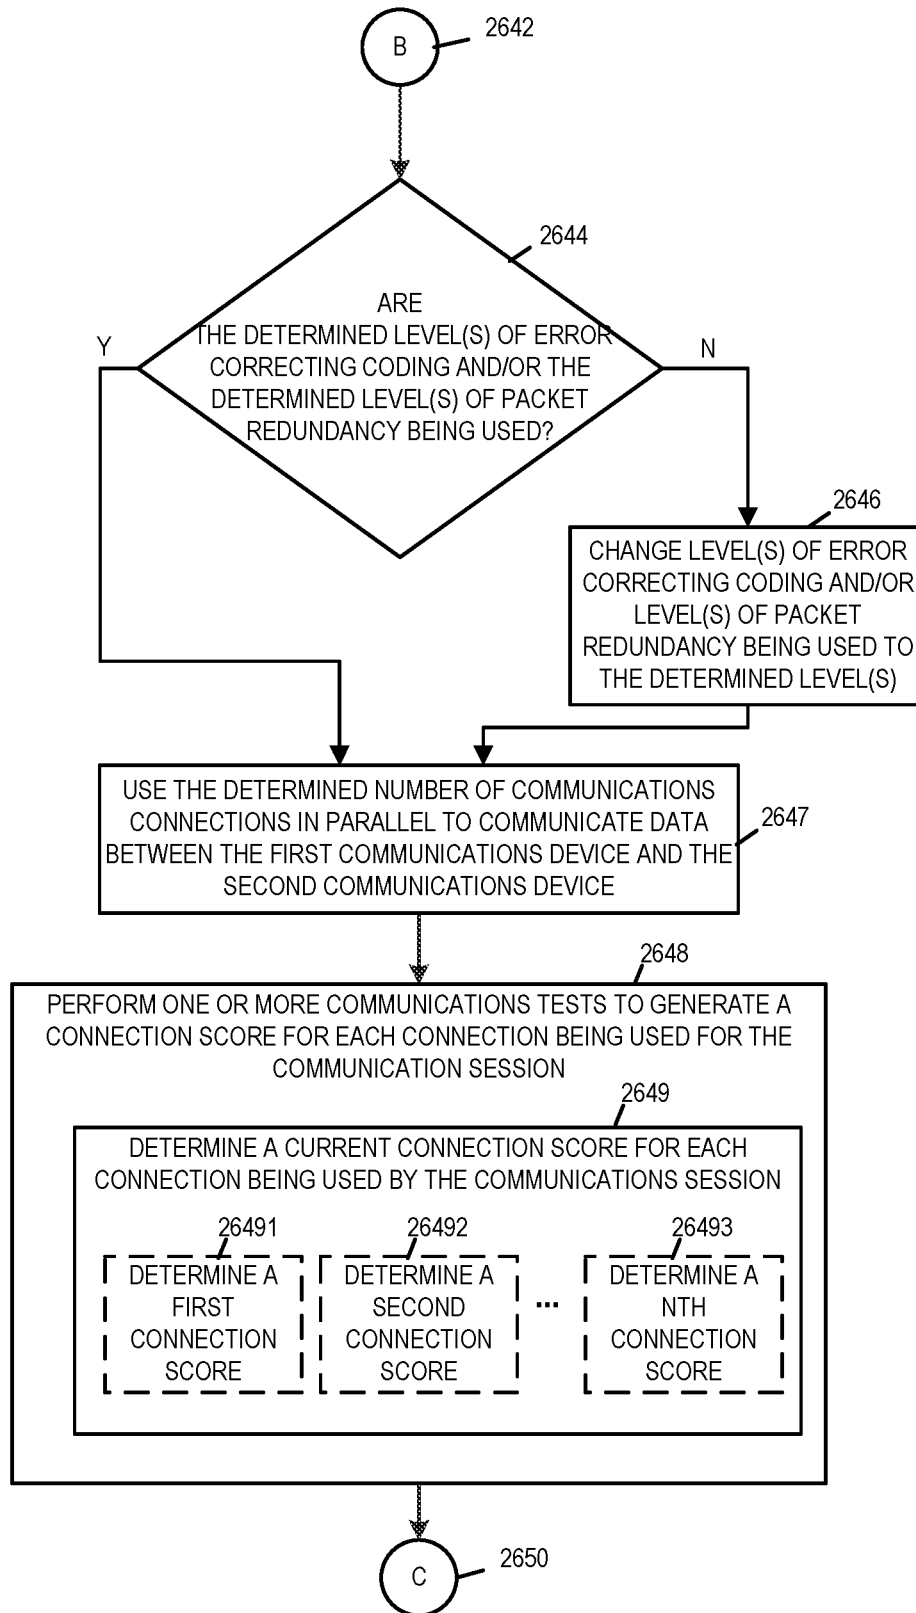 B
2642
2644
ARE
THE DETERMINED LEVEL(S) OF ERROR
CORRECTING CODING AND/OR THE
DETERMINED LEVEL(S) OF PACKET
REDUNDANCY BEING USED?
Y
N
2646
CHANGE LEVEL(S) OF ERROR
CORRECTING CODING AND/OR
LEVEL(S) OF PACKET
REDUNDANCY BEING USED TO
THE DETERMINED LEVEL(S)
USE THE DETERMINED NUMBER OF COMMUNICATIONS
CONNECTIONS IN PARALLEL TO COMMUNICATE DATA
BETWEEN THE FIRST COMMUNICATIONS DEVICE AND THE
SECOND COMMUNICATIONS DEVICE
2647
2648
PERFORM ONE OR MORE COMMUNICATIONS TESTS TO GENERATE A
CONNECTION SCORE FOR EACH CONNECTION BEING USED FOR THE
COMMUNICATION SESSION
2649
DETERMINE A CURRENT CONNECTION SCORE FOR EACH
CONNECTION BEING USED BY THE COMMUNICATIONS SESSION
26491
DETERMINE A
FIRST
CONNECTION
SCORE
26492
DETERMINE A
SECOND
CONNECTION
SCORE
...
26493
DETERMINE A
NTH
CONNECTION
SCORE
C
2650